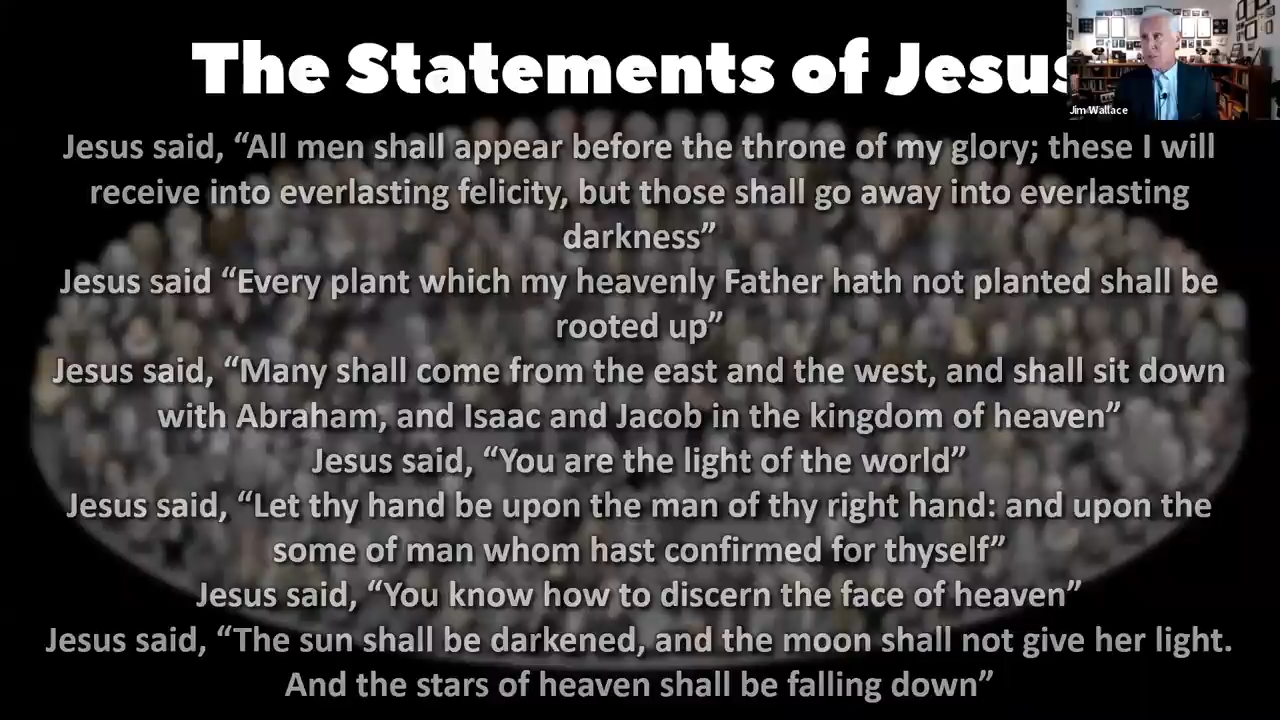 The Statements of Jesus
Jim Wallace
Jesus said, “All men shall appear before the throne of my glory; these I will
receive into everlasting felicity, but those shall go away into everlasting
darkness”
Jesus said “Every plant which my heavenly Father hath not planted shall be
rooted up”
Jesus said, “Many shall come from the east and the west, and shall sit down
with Abraham, and Isaac and Jacob in the kingdom of heaven”
Jesus said, “You are the light of the world”
Jesus said, “Let thy hand be upon the man of thy right hand: and upon the
some of man whom hast confirmed for thyself”
Jesus said, “You know how to discern the face of heaven”
Jesus said, “The sun shall be darkened, and the moon shall not give her light.
And the stars of heaven shall be falling down”